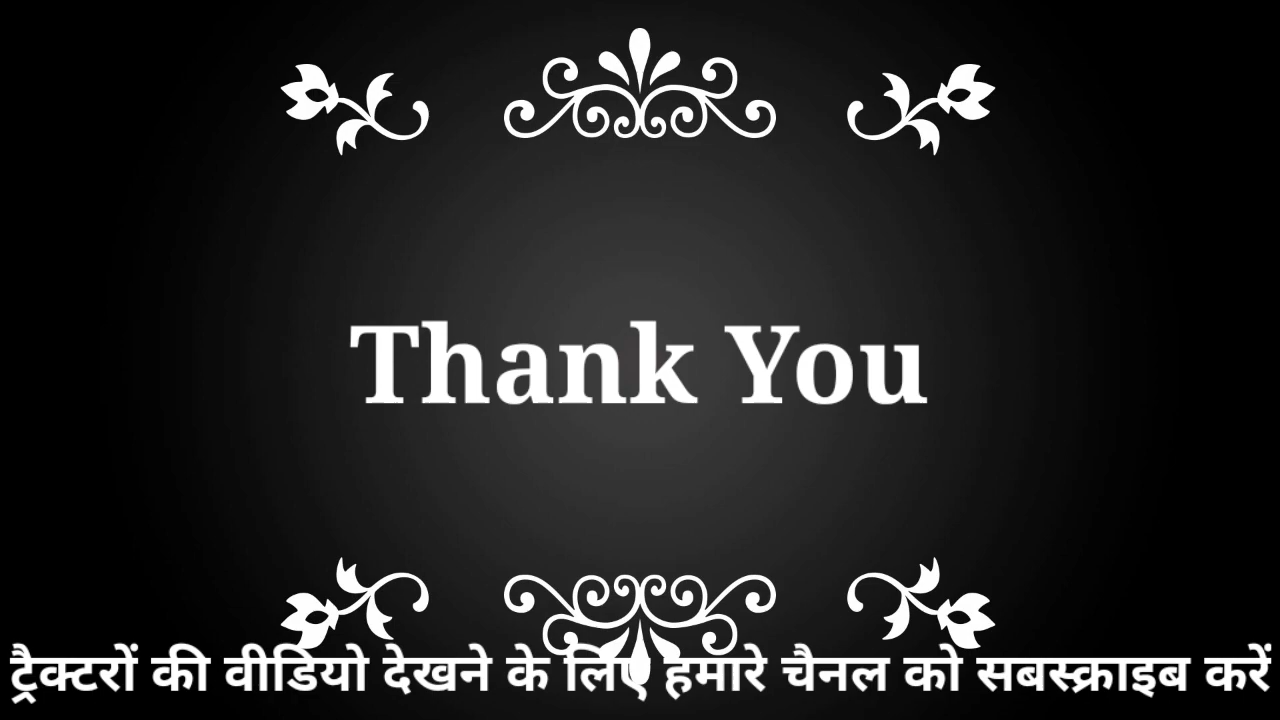 Thank You
ट्रैक्टरों की वीडियो देखने के लिए हमारे चैनल को सबस्क्राइब करें